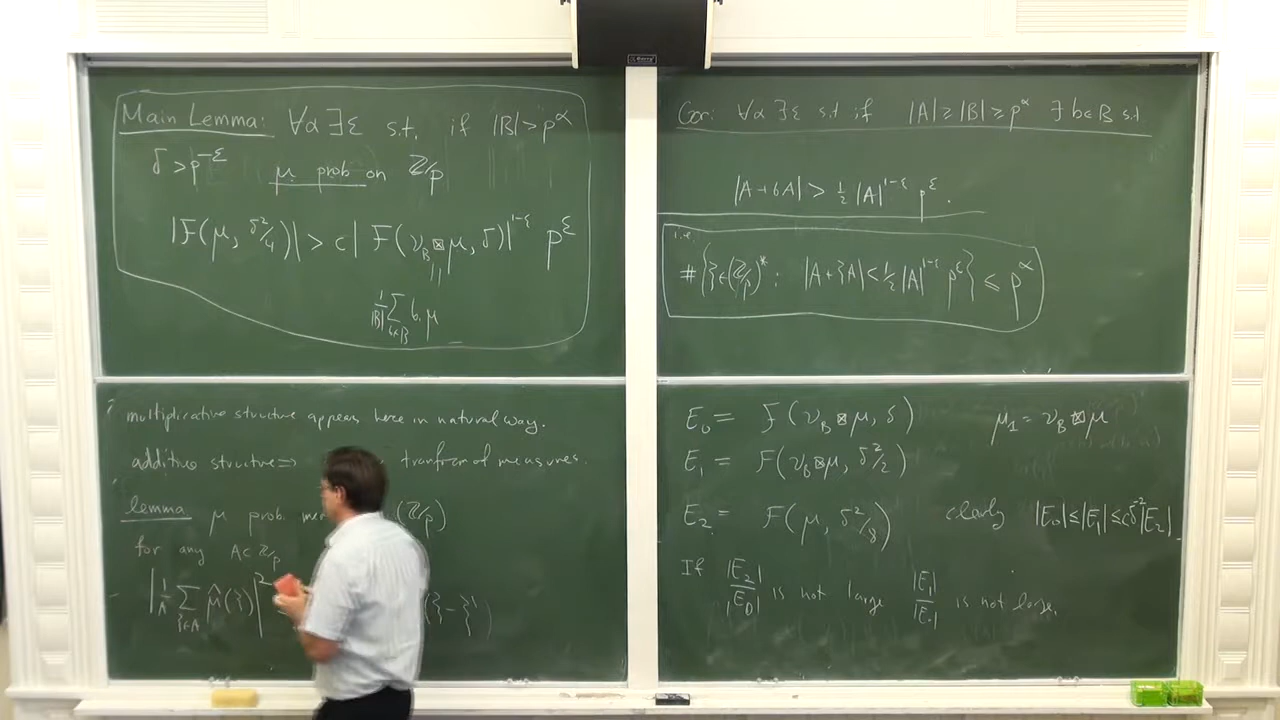 Main Lemma: ∀α ∃ε s.t. if |B| > p^α
δ > p^{-ε} μ prob on ℤ/p
|F(μ, δ²/4)| > c |F(ν_B ⊠ μ, δ)|^{1-ε} p^ε
||
1/|B| ∑_{b∈B} b.μ
multiplicative structure appears here in natural way.
additive structure ⇒ tranform of measures.
lemma μ prob. me (ℤ/p)
for any A⊂ℤ/p
|1/A ∑_{ξ∈A} μ̂(ξ)|² (ξ-ξ')
Cor: ∀α ∃ε s.t. if |A| ≥ |B| ≥ p^α ∃ b∈B s.t.
|A+bA| > ½ |A|^{1-ε} p^ε.
i.e.
#{ξ∈(ℤ/p)^*: |A+ξA| < ½ |A|^{1-ε} p^ε} ≤ p^α
E₀ = F(ν_B ⊠ μ, δ) μ₁ = ν_B ⊠ μ
E₁ = F(ν_B ⊠ μ, δ²/2)
E₂ = F(μ, δ²/8) clearly |E₀| ≤ |E₁| ≤ cδ^{-2}|E₂|
If |E₂|/|E₀| is not large |E₁|/|E₀| is not large.